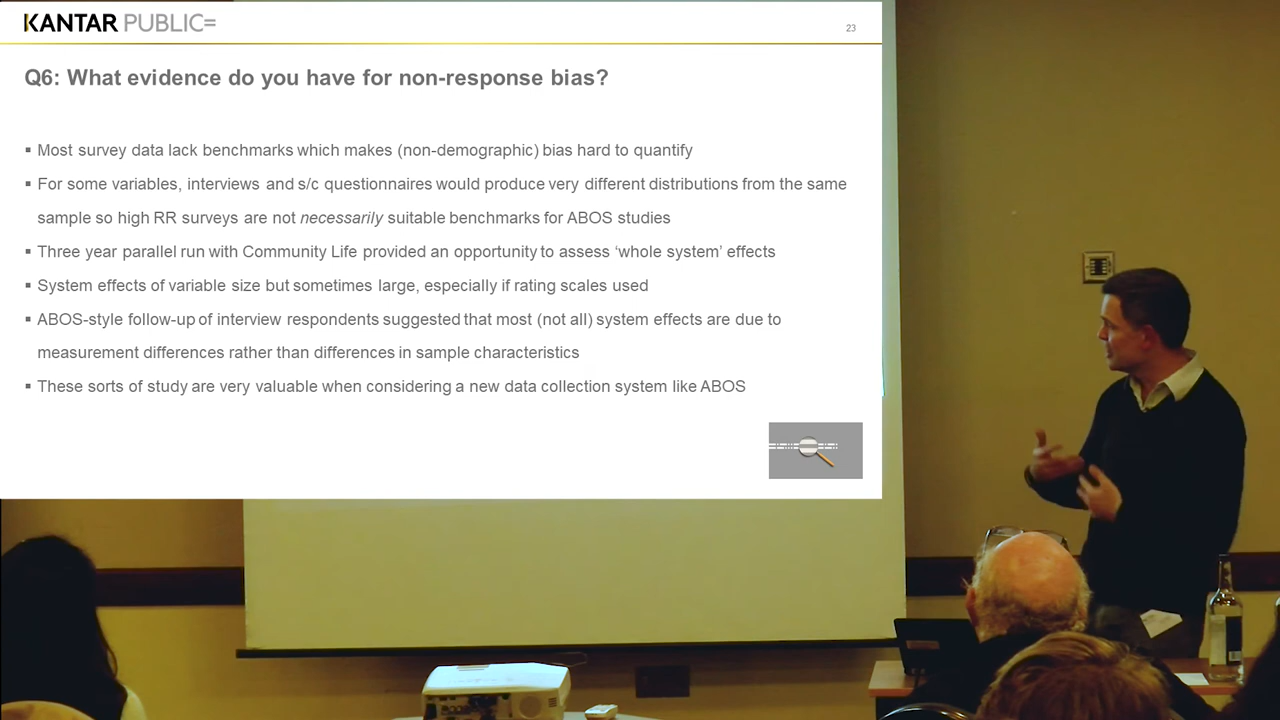 KANTAR PUBLIC=
23
Q6: What evidence do you have for non-response bias?
▪ Most survey data lack benchmarks which makes (non-demographic) bias hard to quantify
▪ For some variables, interviews and s/c questionnaires would produce very different distributions from the same
sample so high RR surveys are not necessarily suitable benchmarks for ABOS studies
▪ Three year parallel run with Community Life provided an opportunity to assess ‘whole system’ effects
▪ System effects of variable size but sometimes large, especially if rating scales used
▪ ABOS-style follow-up of interview respondents suggested that most (not all) system effects are due to
measurement differences rather than differences in sample characteristics
▪ These sorts of study are very valuable when considering a new data collection system like ABOS